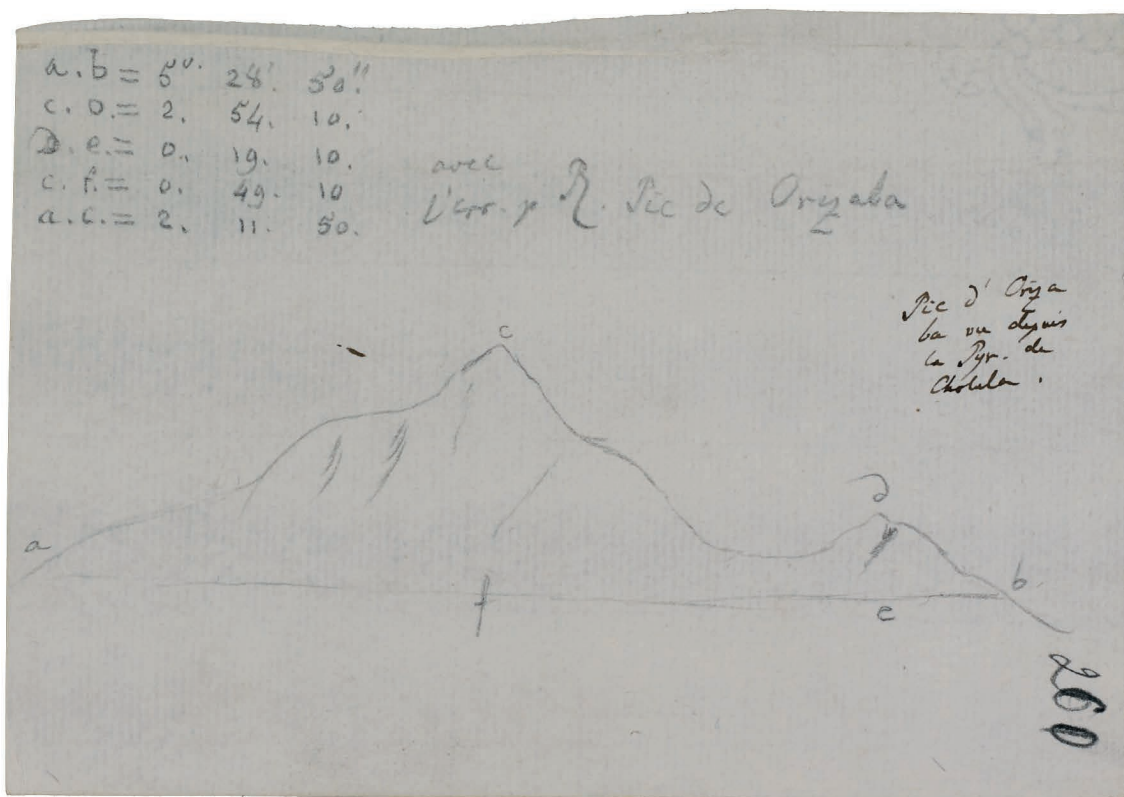 a.b = 5°. 28'. 50".
c. D. = 2. 54. 10.
D. e. = 0. 19. 10.
c. f. = 0. 49. 10
a. c. = 2. 11. 50.
avec
l'err. Pic de Orizaba
Pic d' Oriza
ba vu depuis
la Pyr. de
Cholula.
c
d
a
f
e
b
260